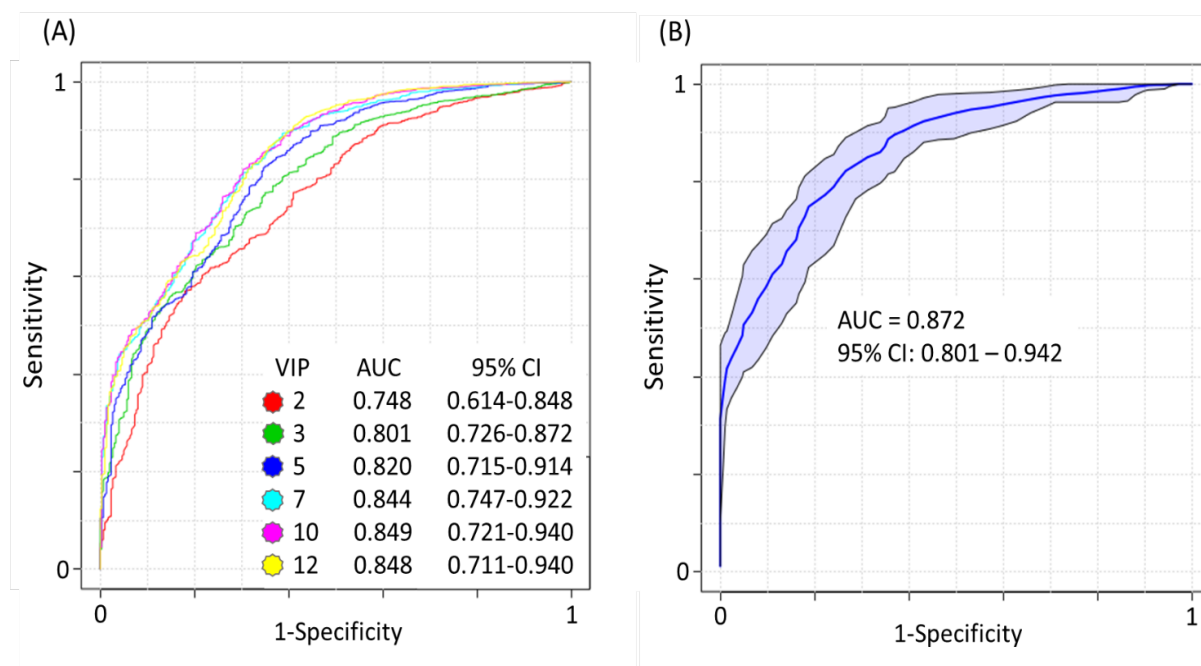 (A)
1
Sensitivity
0
VIP AUC 95% CI
2 0.748 0.614-0.848
3 0.801 0.726-0.872
5 0.820 0.715-0.914
7 0.844 0.747-0.922
10 0.849 0.721-0.940
12 0.848 0.711-0.940
0 1
1-Specificity
(B)
1
Sensitivity
0
AUC = 0.872
95% CI: 0.801 – 0.942
0 1
1-Specificity